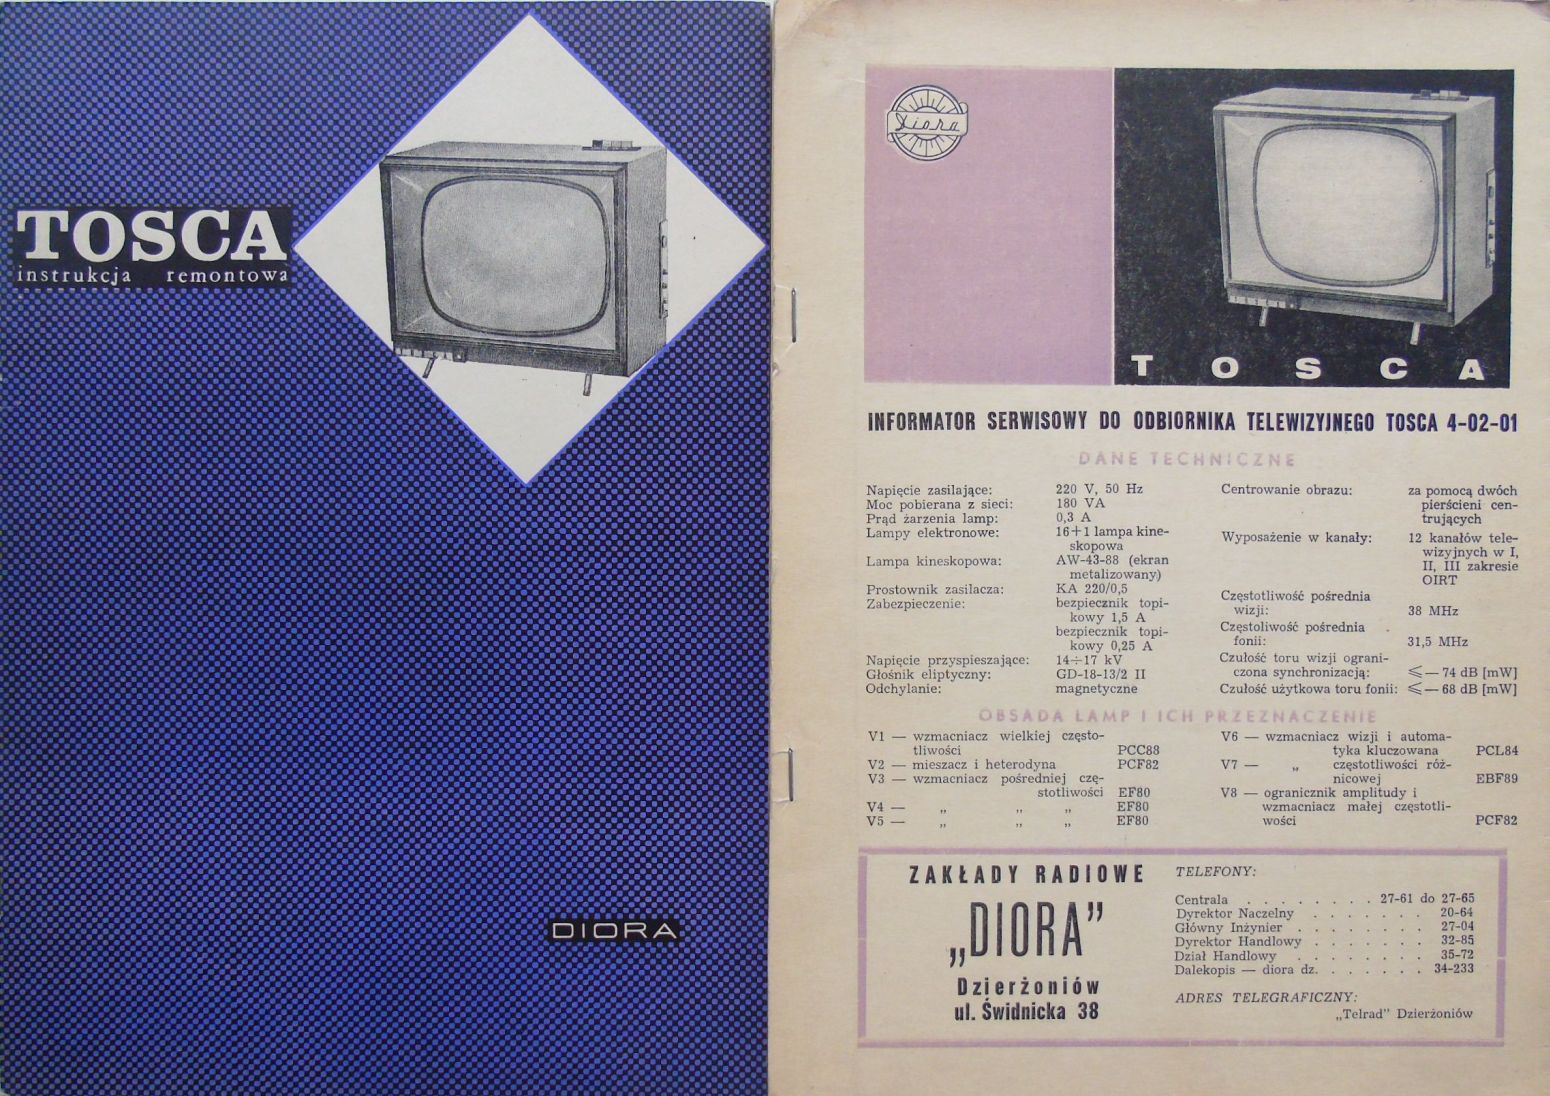 TOSCA
instrukcja remontowa
DIORA
Diora
TOSCA
INFORMATOR SERWISOWY DO ODBIORNIKA TELEWIZYJNEGO TOSCA 4-02-01
DANE TECHNICZNE
Napięcie zasilające: 220 V, 50 Hz
Moc pobierana z sieci: 180 VA
Prąd żarzenia lamp: 0,3 A
Lampy elektronowe: 16+1 lampa kine-
skopowa
Lampa kineskopowa: AW-43-88 (ekran
metalizowany)
Prostownik zasilacza: KA 220/0,5
Zabezpieczenie: bezpiecznik topi-
kowy 1,5 A
bezpiecznik topi-
kowy 0,25 A
Napięcie przyspieszające: 14÷17 kV
Głośnik eliptyczny: GD-18-13/2 II
Odchylanie: magnetyczne
Centrowanie obrazu: za pomocą dwóch
pierścieni cen-
trujących
Wyposażenie w kanały: 12 kanałów tele-
wizyjnych w I,
II, III zakresie
OIRT
Częstotliwość pośrednia
wizji: 38 MHz
Częstoliwość pośrednia
fonii: 31,5 MHz
Czułość toru wizji ograni-
czona synchronizacją: ⩽ — 74 dB [mW]
Czułość użytkowa toru fonii: ⩽ — 68 dB [mW]
OBSADA LAMP I ICH PRZEZNACZENIE
V1 — wzmacniacz wielkiej często-
tliwości PCC88
V2 — mieszacz i heterodyna PCF82
V3 — wzmacniacz pośredniej czę-
stotliwości EF80
V4 — „ „ „ EF80
V5 — „ „ „ EF80
V6 — wzmacniacz wizji i automa-
tyka kluczowana PCL84
V7 — „ częstotliwości róż-
nicowej EBF89
V8 — ogranicznik amplitudy i
wzmacniacz małej częstotli-
wości PCF82
ZAKŁADY RADIOWE
„DIORA”
Dzierżoniów
ul. Świdnicka 38
TELEFONY:
Centrala . . . . . . . . 27-61 do 27-65
Dyrektor Naczelny . . . . . . . 20-64
Główny Inżynier . . . . . . . . 27-04
Dyrektor Handlowy . . . . . . . 32-85
Dział Handlowy . . . . . . . . 35-72
Dalekopis — diora dz. . . . . . . 34-233
ADRES TELEGRAFICZNY:
„Telrad” Dzierżoniów